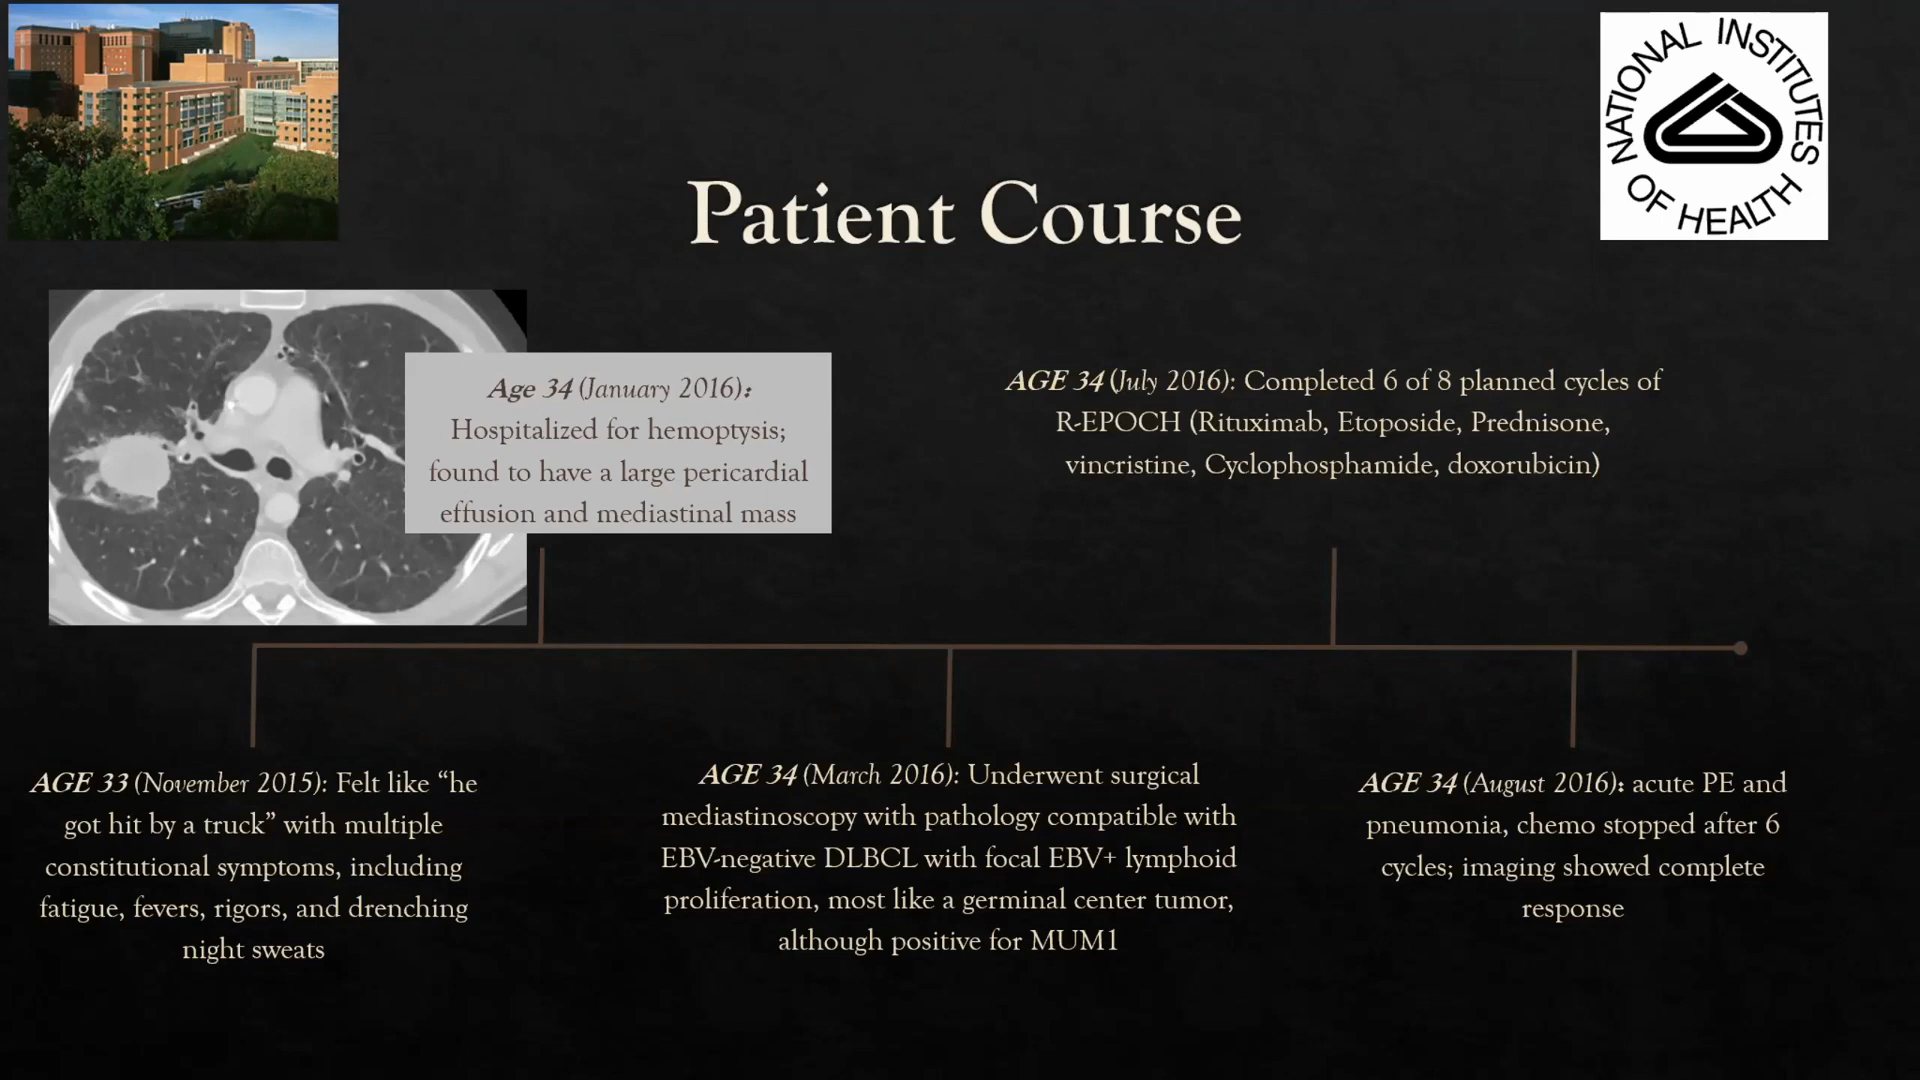 NATIONAL INSTITUTES
OF HEALTH
Patient Course
Age 34 (January 2016):
Hospitalized for hemoptysis;
found to have a large pericardial
effusion and mediastinal mass
AGE 34 (July 2016): Completed 6 of 8 planned cycles of
R-EPOCH (Rituximab, Etoposide, Prednisone,
vincristine, Cyclophosphamide, doxorubicin)
AGE 33 (November 2015): Felt like “he
got hit by a truck” with multiple
constitutional symptoms, including
fatigue, fevers, rigors, and drenching
night sweats
AGE 34 (March 2016): Underwent surgical
mediastinoscopy with pathology compatible with
EBV-negative DLBCL with focal EBV+ lymphoid
proliferation, most like a germinal center tumor,
although positive for MUM1
AGE 34 (August 2016): acute PE and
pneumonia, chemo stopped after 6
cycles; imaging showed complete
response